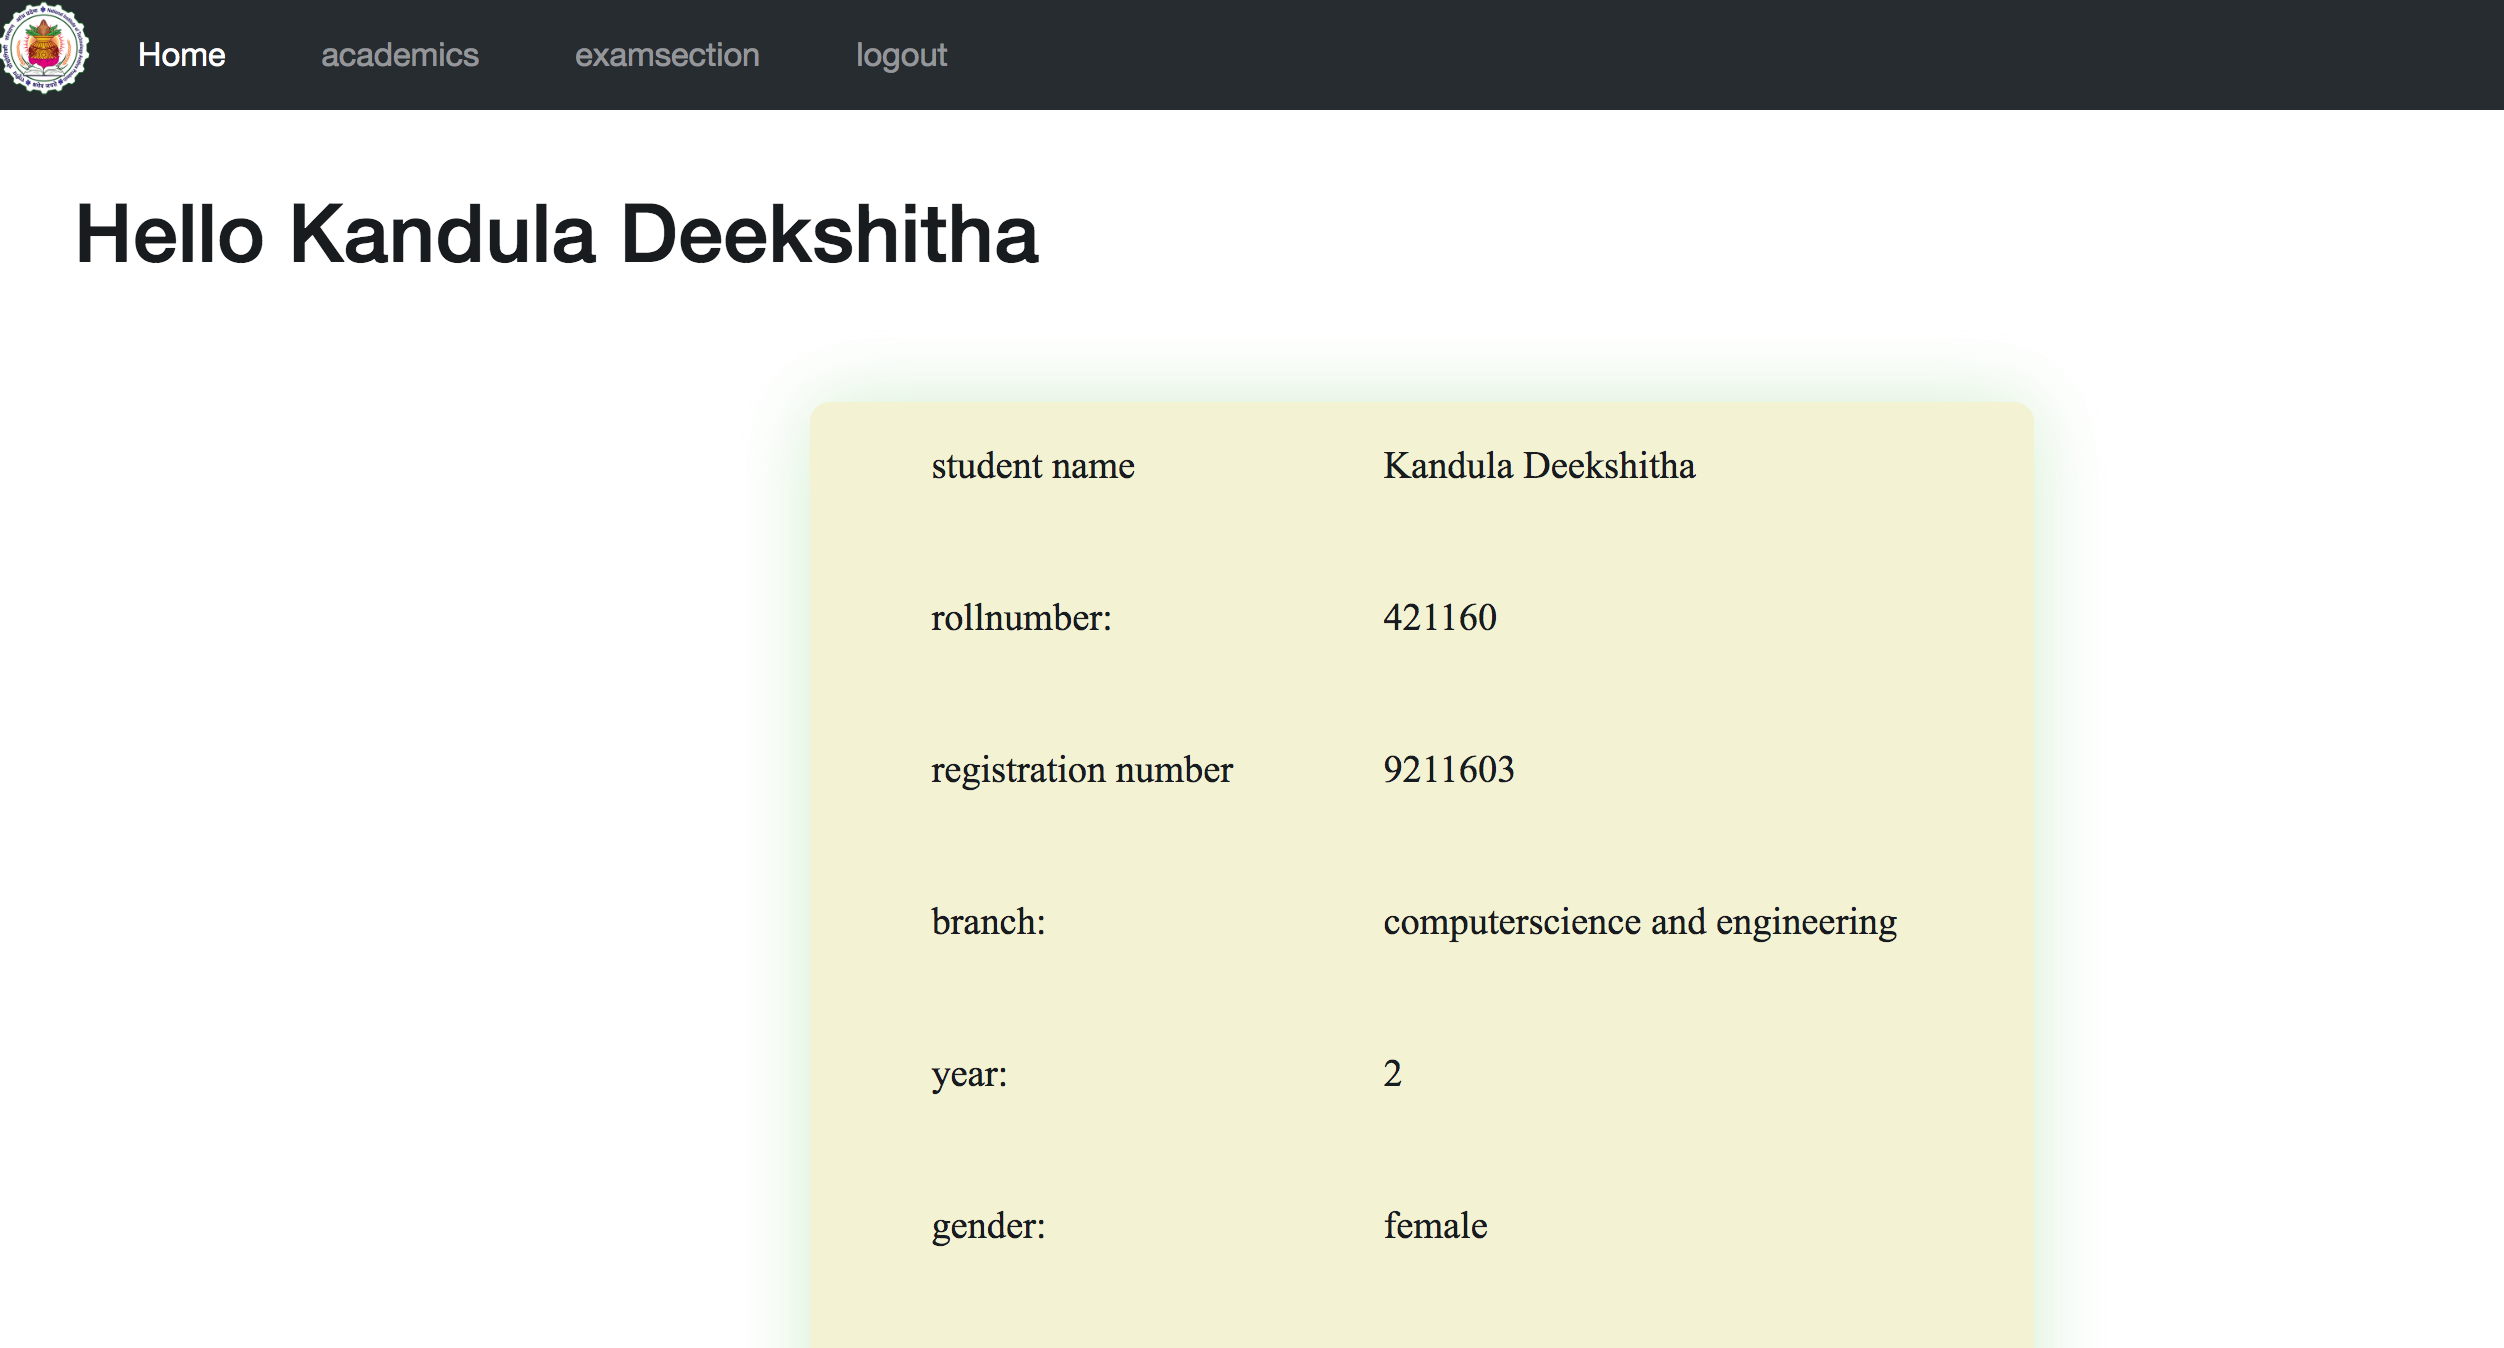 Home academics examsection logout
Hello Kandula Deekshitha
student name Kandula Deekshitha
rollnumber: 421160
registration number 9211603
branch: computerscience and engineering
year: 2
gender: female